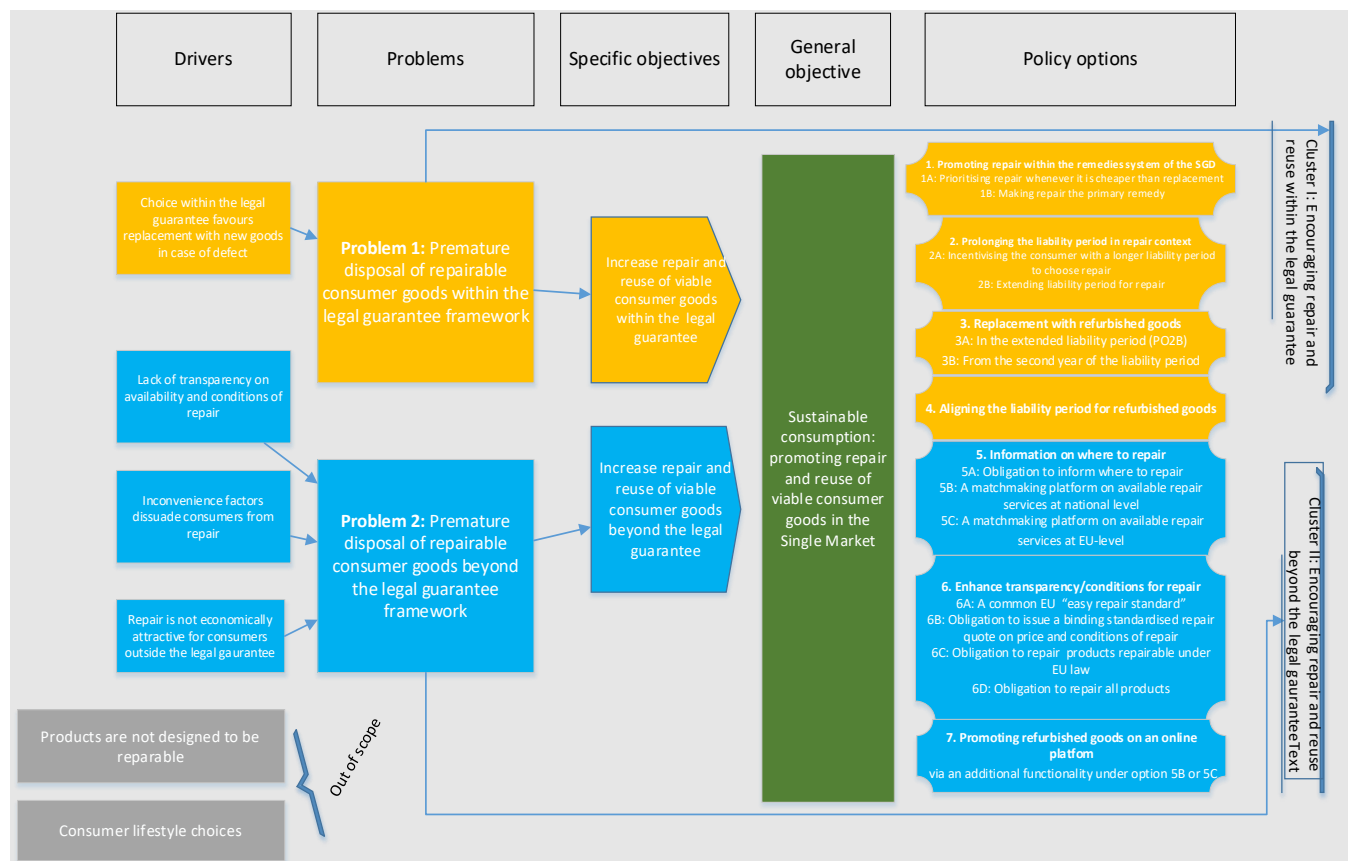 Drivers
Problems
Specific objectives
General
objective
Policy options
Choice within the legal
guarantee favours
replacement with new goods
in case of defect
Lack of transparency on
availability and conditions of
repair
Inconvenience factors
dissuade consumers from
repair
Repair is not economically
attractive for consumers
outside the legal gaurantee
Products are not designed to be
reparable
Consumer lifestyle choices
Out of scope
Problem 1: Premature
disposal of repairable
consumer goods within the
legal guarantee framework
Problem 2: Premature
disposal of repairable
consumer goods beyond
the legal guarantee
framework
Increase repair and
reuse of viable
consumer goods
within the legal
guarantee
Increase repair and
reuse of viable
consumer goods
beyond the legal
guarantee
Sustainable
consumption:
promoting repair
and reuse of
viable consumer
goods in the
Single Market
1. Promoting repair within the remedies system of the SGD
1A: Prioritising repair whenever it is cheaper than replacement
1B: Making repair the primary remedy
2. Prolonging the liability period in repair context
2A: Incentivising the consumer with a longer liability period
to choose repair
2B: Extending liability period for repair
3. Replacement with refurbished goods
3A: In the extended liability period (PO2B)
3B: From the second year of the liability period
4. Aligning the liability period for refurbished goods
5. Information on where to repair
5A: Obligation to inform where to repair
5B: A matchmaking platform on available repair
services at national level
5C: A matchmaking platform on available repair
services at EU-level
6. Enhance transparency/conditions for repair
6A: A common EU “easy repair standard”
6B: Obligation to issue a binding standardised repair
quote on price and conditions of repair
6C: Obligation to repair products repairable under
EU law
6D: Obligation to repair all products
7. Promoting refurbished goods on an online
platfom
via an additional functionality under option 5B or 5C
Cluster I: Encouraging repair and
reuse within the legal guarantee
Cluster II: Encouraging repair and reuse
beyond the legal gauranteeText